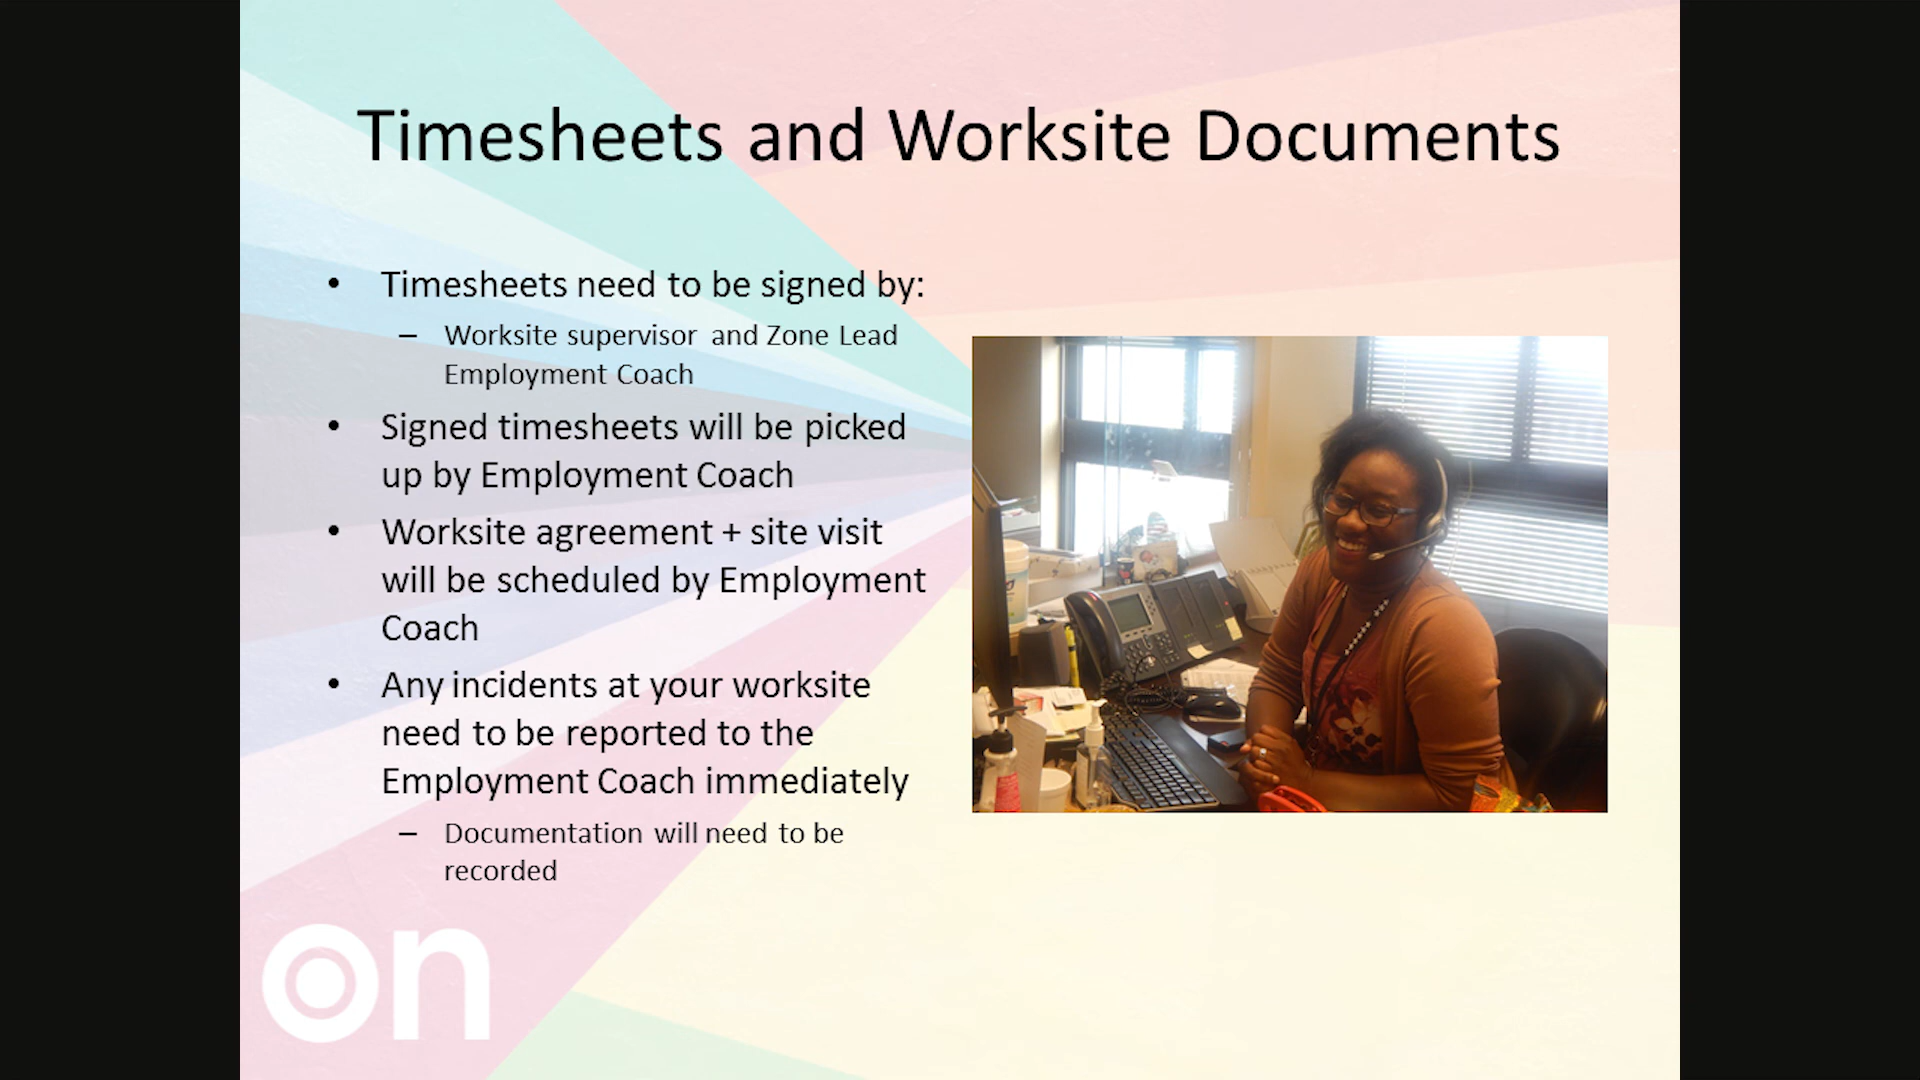 Timesheets and Worksite Documents
• Timesheets need to be signed by:
– Worksite supervisor and Zone Lead
Employment Coach
• Signed timesheets will be picked
up by Employment Coach
• Worksite agreement + site visit
will be scheduled by Employment
Coach
• Any incidents at your worksite
need to be reported to the
Employment Coach immediately
– Documentation will need to be
recorded
on